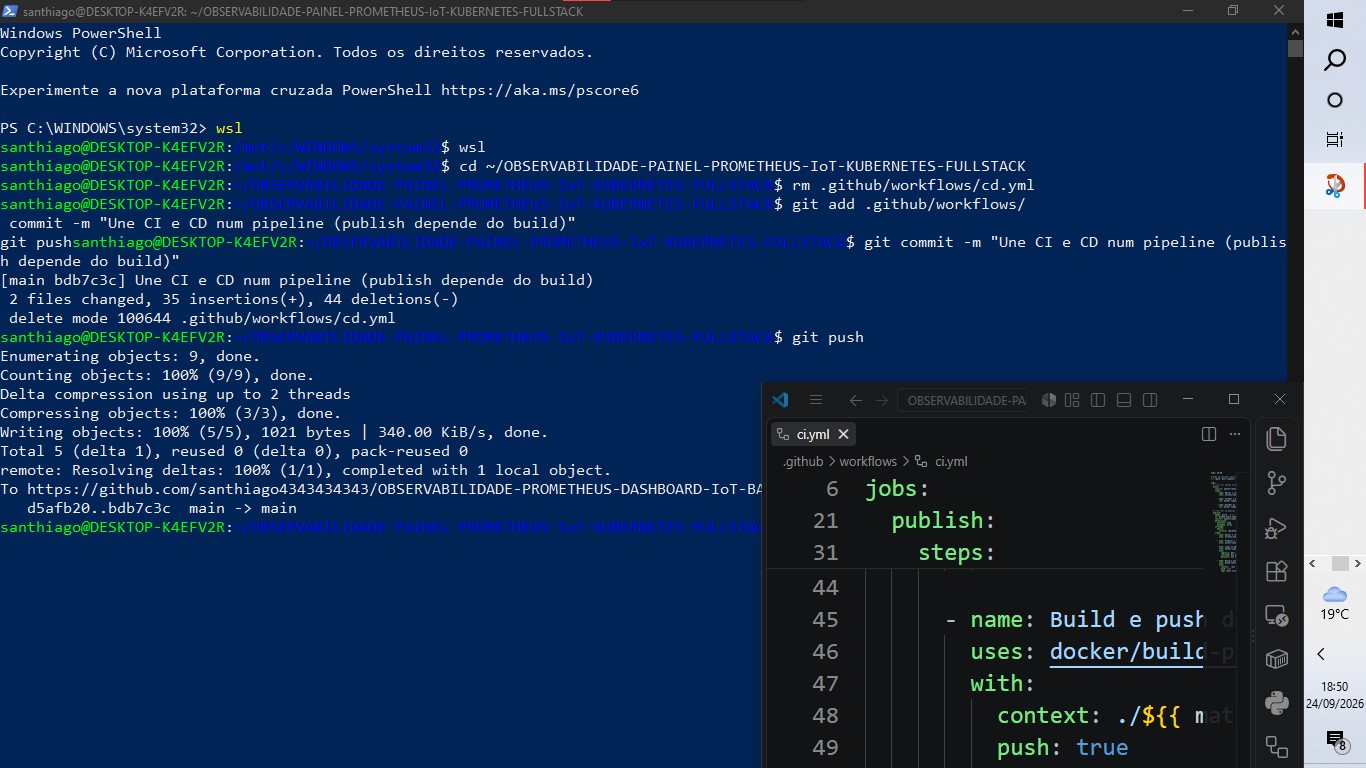 santhiago@DESKTOP-K4EFV2R: ~/OBSERVABILIDADE-PAINEL-PROMETHEUS-IoT-KUBERNETES-FULLSTACK
Windows PowerShell
Copyright (C) Microsoft Corporation. Todos os direitos reservados.
Experimente a nova plataforma cruzada PowerShell https://aka.ms/pscore6
PS C:\WINDOWS\system32> wsl
santhiago@DESKTOP-K4EFV2R:/mnt/c/WINDOWS/system32$ wsl
santhiago@DESKTOP-K4EFV2R:/mnt/c/WINDOWS/system32$ cd ~/OBSERVABILIDADE-PAINEL-PROMETHEUS-IoT-KUBERNETES-FULLSTACK
santhiago@DESKTOP-K4EFV2R:~/OBSERVABILIDADE-PAINEL-PROMETHEUS-IoT-KUBERNETES-FULLSTACK$ rm .github/workflows/cd.yml
santhiago@DESKTOP-K4EFV2R:~/OBSERVABILIDADE-PAINEL-PROMETHEUS-IoT-KUBERNETES-FULLSTACK$ git add .github/workflows/
 commit -m "Une CI e CD num pipeline (publish depende do build)"
git pushsanthiago@DESKTOP-K4EFV2R:~/OBSERVABILIDADE-PAINEL-PROMETHEUS-IoT-KUBERNETES-FULLSTACK$ git commit -m "Une CI e CD num pipeline (publis
h depende do build)"
[main bdb7c3c] Une CI e CD num pipeline (publish depende do build)
 2 files changed, 35 insertions(+), 44 deletions(-)
 delete mode 100644 .github/workflows/cd.yml
santhiago@DESKTOP-K4EFV2R:~/OBSERVABILIDADE-PAINEL-PROMETHEUS-IoT-KUBERNETES-FULLSTACK$ git push
Enumerating objects: 9, done.
Counting objects: 100% (9/9), done.
Delta compression using up to 2 threads
Compressing objects: 100% (3/3), done.
Writing objects: 100% (5/5), 1021 bytes | 340.00 KiB/s, done.
Total 5 (delta 1), reused 0 (delta 0), pack-reused 0
remote: Resolving deltas: 100% (1/1), completed with 1 local object.
To https://github.com/santhiago4343434343/OBSERVABILIDADE-PROMETHEUS-DASHBOARD-IoT-BA
   d5afb20..bdb7c3c  main -> main
santhiago@DESKTOP-K4EFV2R:~/OBSERVABILIDADE-PAINEL-PROMETHEUS-IoT-KUBERNETES-FULLSTA
OBSERVABILIDADE-PA
ci.yml
.github > workflows > ci.yml
6 jobs:
21 publish:
31 steps:
44
45 - name: Build e push d
46 uses: docker/build-p
47 with:
48 context: ./${{ mat
49 push: true
19°C
18:50
24/09/2026
8